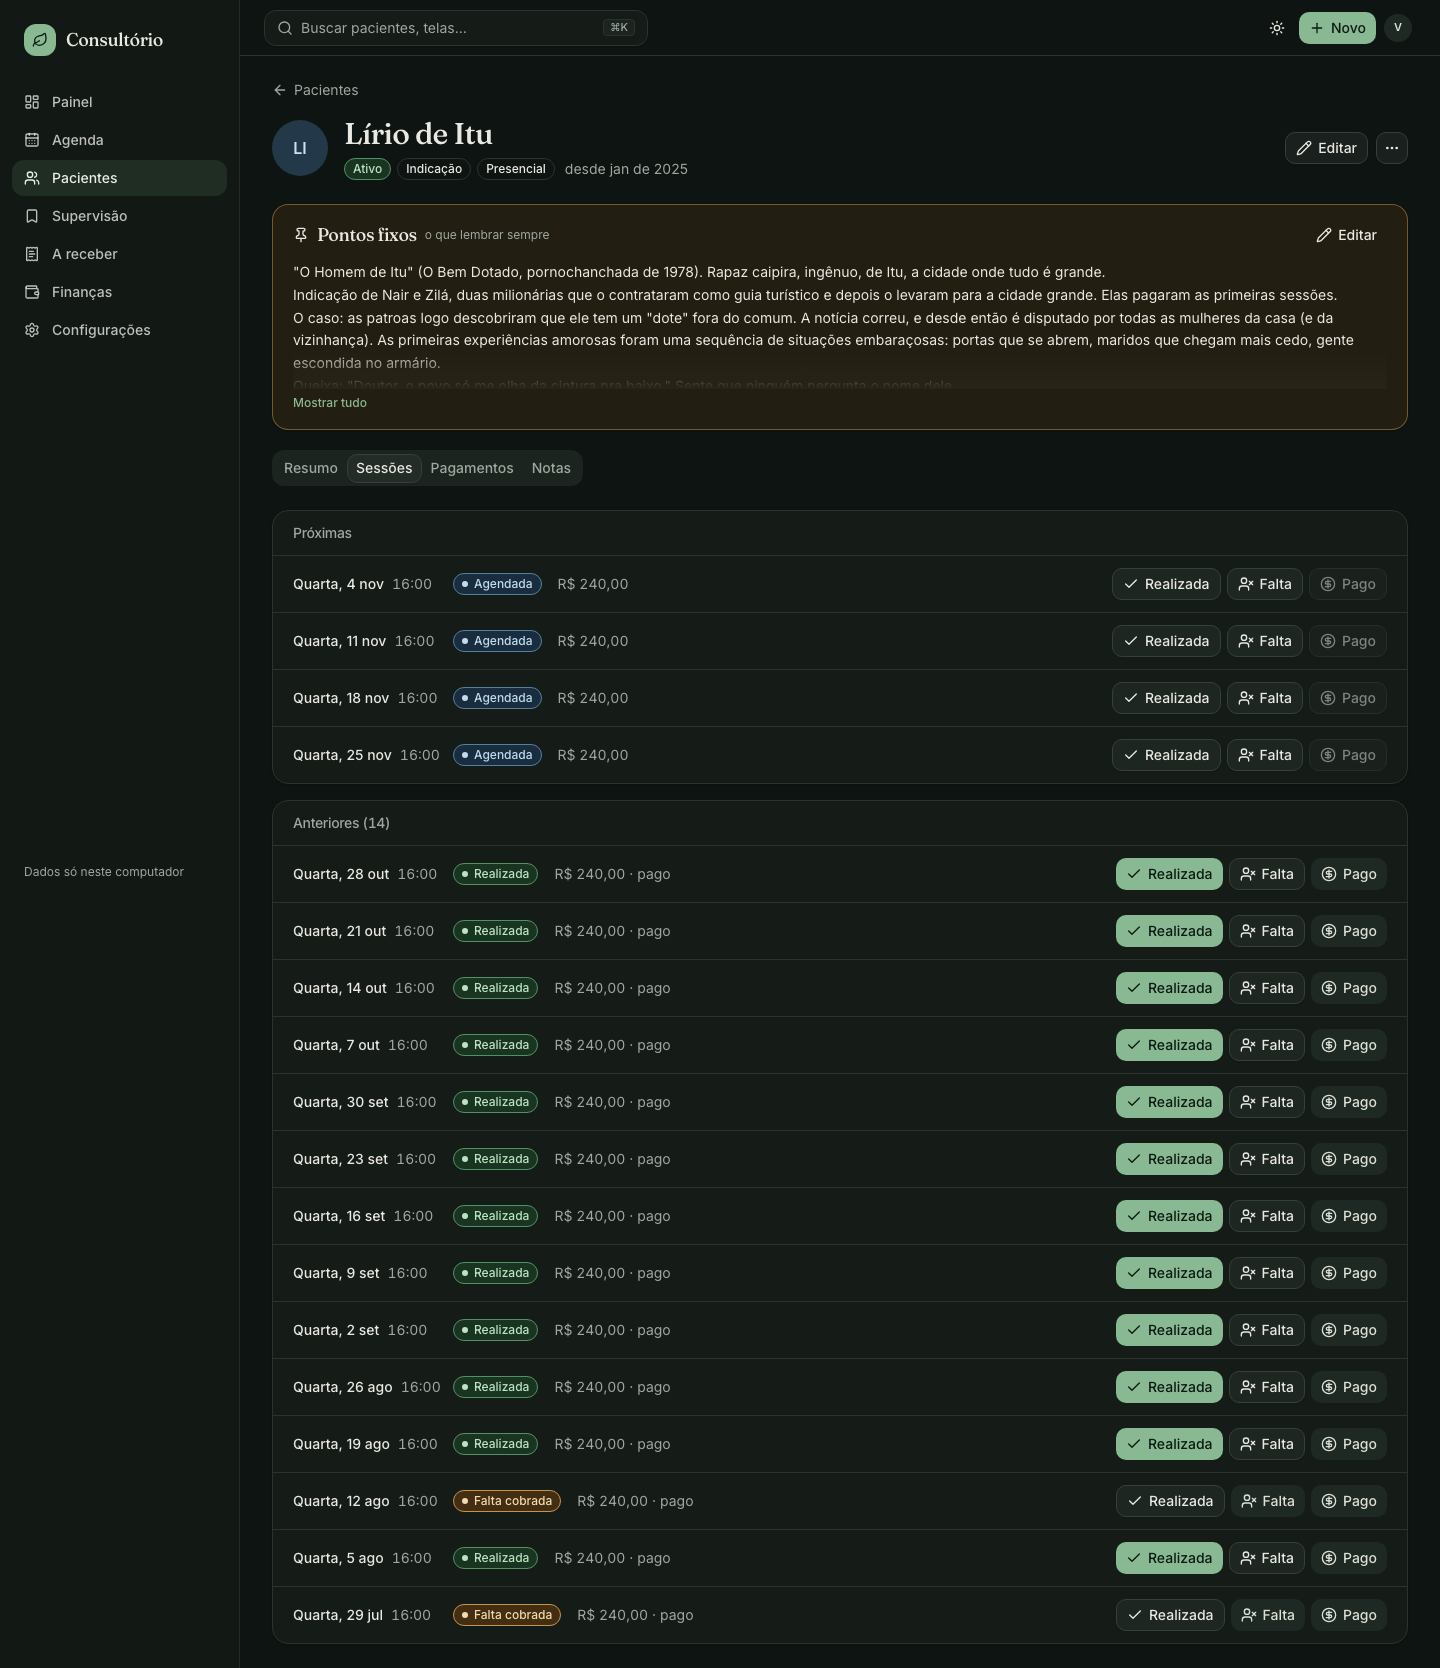 Consultório
Buscar pacientes, telas...
⌘K
Novo
V
Painel
Agenda
Pacientes
Supervisão
A receber
Finanças
Configurações
Dados só neste computador
Pacientes
LI
Lírio de Itu
Ativo Indicação Presencial desde jan de 2025
Editar
Pontos fixos o que lembrar sempre
Editar
"O Homem de Itu" (O Bem Dotado, pornochanchada de 1978). Rapaz caipira, ingênuo, de Itu, a cidade onde tudo é grande.
Indicação de Nair e Zilá, duas milionárias que o contrataram como guia turístico e depois o levaram para a cidade grande. Elas pagaram as primeiras sessões.
O caso: as patroas logo descobriram que ele tem um "dote" fora do comum. A notícia correu, e desde então é disputado por todas as mulheres da casa (e da
vizinhança). As primeiras experiências amorosas foram uma sequência de situações embaraçosas: portas que se abrem, maridos que chegam mais cedo, gente
escondida no armário.
Queixa: "Doutor, o povo só me olha da cintura pra baixo." Sente que ninguém pergunta o nome dele.
Mostrar tudo
Resumo Sessões Pagamentos Notas
Próximas
Quarta, 4 nov 16:00 Agendada R$ 240,00 Realizada Falta Pago
Quarta, 11 nov 16:00 Agendada R$ 240,00 Realizada Falta Pago
Quarta, 18 nov 16:00 Agendada R$ 240,00 Realizada Falta Pago
Quarta, 25 nov 16:00 Agendada R$ 240,00 Realizada Falta Pago
Anteriores (14)
Quarta, 28 out 16:00 Realizada R$ 240,00 · pago Realizada Falta Pago
Quarta, 21 out 16:00 Realizada R$ 240,00 · pago Realizada Falta Pago
Quarta, 14 out 16:00 Realizada R$ 240,00 · pago Realizada Falta Pago
Quarta, 7 out 16:00 Realizada R$ 240,00 · pago Realizada Falta Pago
Quarta, 30 set 16:00 Realizada R$ 240,00 · pago Realizada Falta Pago
Quarta, 23 set 16:00 Realizada R$ 240,00 · pago Realizada Falta Pago
Quarta, 16 set 16:00 Realizada R$ 240,00 · pago Realizada Falta Pago
Quarta, 9 set 16:00 Realizada R$ 240,00 · pago Realizada Falta Pago
Quarta, 2 set 16:00 Realizada R$ 240,00 · pago Realizada Falta Pago
Quarta, 26 ago 16:00 Realizada R$ 240,00 · pago Realizada Falta Pago
Quarta, 19 ago 16:00 Realizada R$ 240,00 · pago Realizada Falta Pago
Quarta, 12 ago 16:00 Falta cobrada R$ 240,00 · pago Realizada Falta Pago
Quarta, 5 ago 16:00 Realizada R$ 240,00 · pago Realizada Falta Pago
Quarta, 29 jul 16:00 Falta cobrada R$ 240,00 · pago Realizada Falta Pago